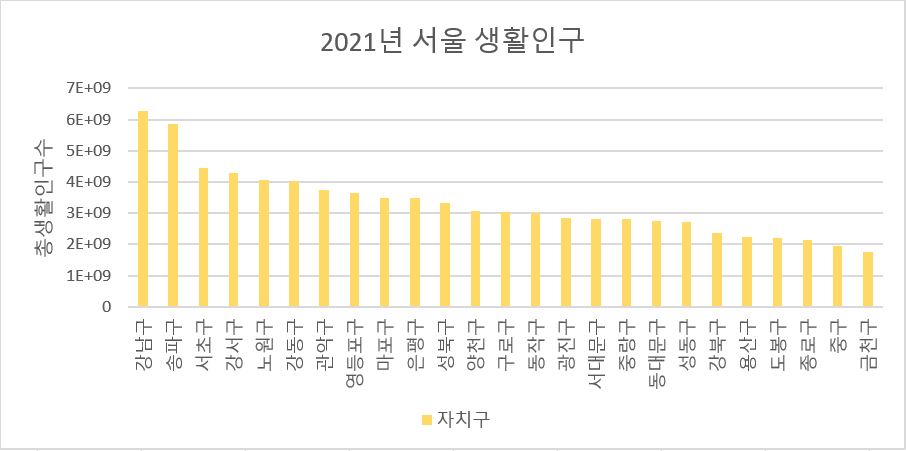 2021년 서울 생활인구
총생활인구수
7E+09
6E+09
5E+09
4E+09
3E+09
2E+09
1E+09
0
강남구
송파구
서초구
강서구
노원구
강동구
관악구
영등포구
마포구
은평구
성북구
양천구
구로구
동작구
광진구
서대문구
중랑구
동대문구
성동구
강북구
용산구
도봉구
종로구
중구
금천구
자치구